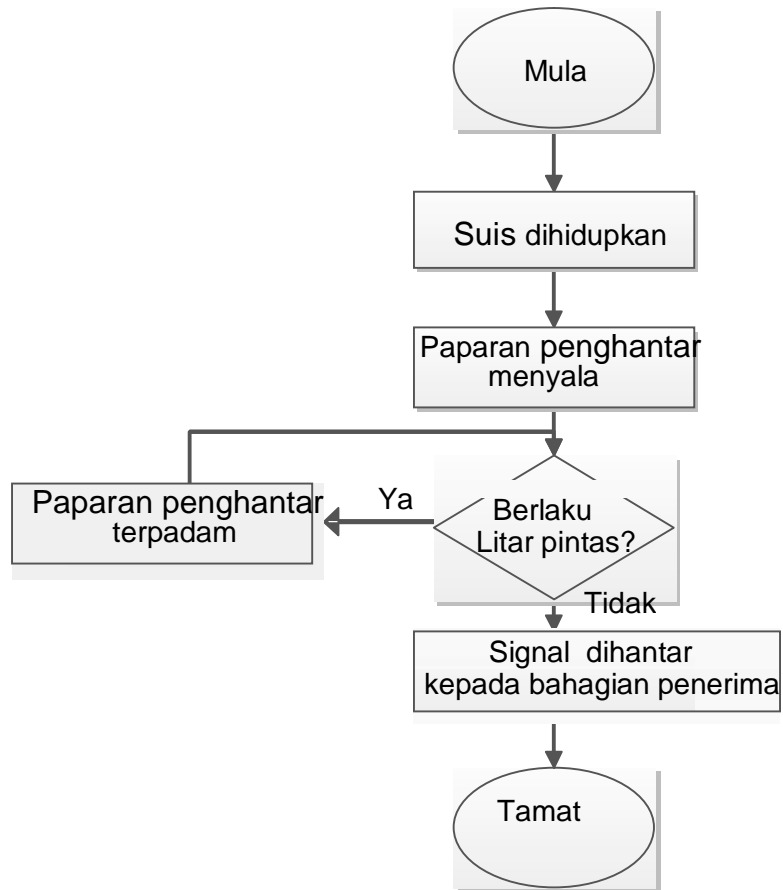 Mula
Suis dihidupkan
Paparan penghantar
menyala
Berlaku
Litar pintas?
Ya
Paparan penghantar
terpadam
Tidak
Signal dihantar
kepada bahagian penerima
Tamat